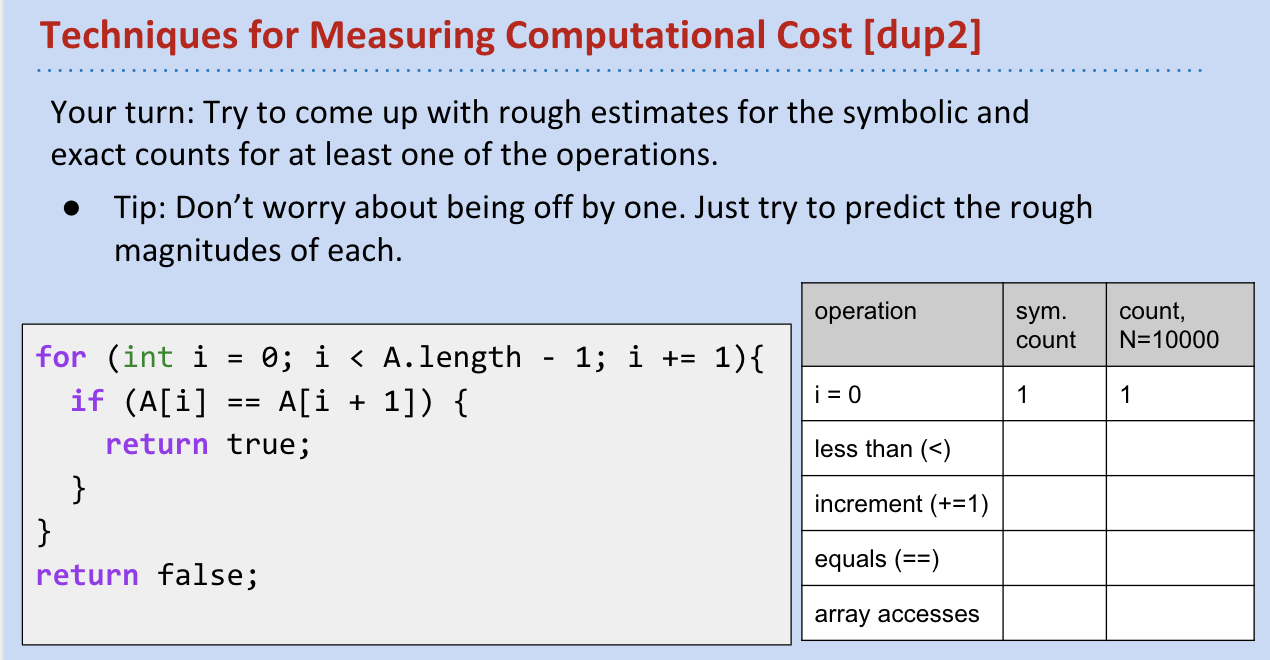 Techniques for Measuring Computational Cost [dup2]
Your turn: Try to come up with rough estimates for the symbolic and
exact counts for at least one of the operations.
● Tip: Don’t worry about being off by one. Just try to predict the rough
magnitudes of each.
for (int i = 0; i < A.length - 1; i += 1){
  if (A[i] == A[i + 1]) {
    return true;
  }
}
return false;
operation sym. count count, N=10000
i = 0 1 1
less than (<)
increment (+=1)
equals (==)
array accesses